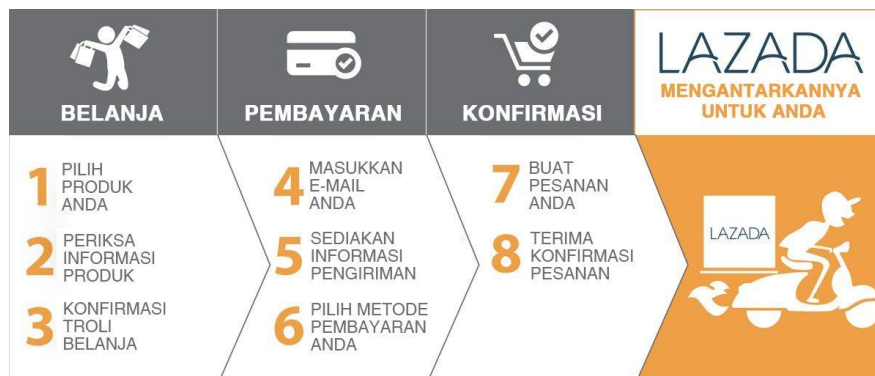 BELANJA
1 PILIH
PRODUK
ANDA
2 PERIKSA
INFORMASI
PRODUK
3 KONFIRMASI
TROLI
BELANJA
PEMBAYARAN
4 MASUKKAN
E-MAIL
ANDA
5 SEDIAKAN
INFORMASI
PENGIRIMAN
6 PILIH METODE
PEMBAYARAN
ANDA
KONFIRMASI
7 BUAT
PESANAN
ANDA
8 TERIMA
KONFIRMASI
PESANAN
LAZADA
MENGANTARKANNYA
UNTUK ANDA
LAZADA